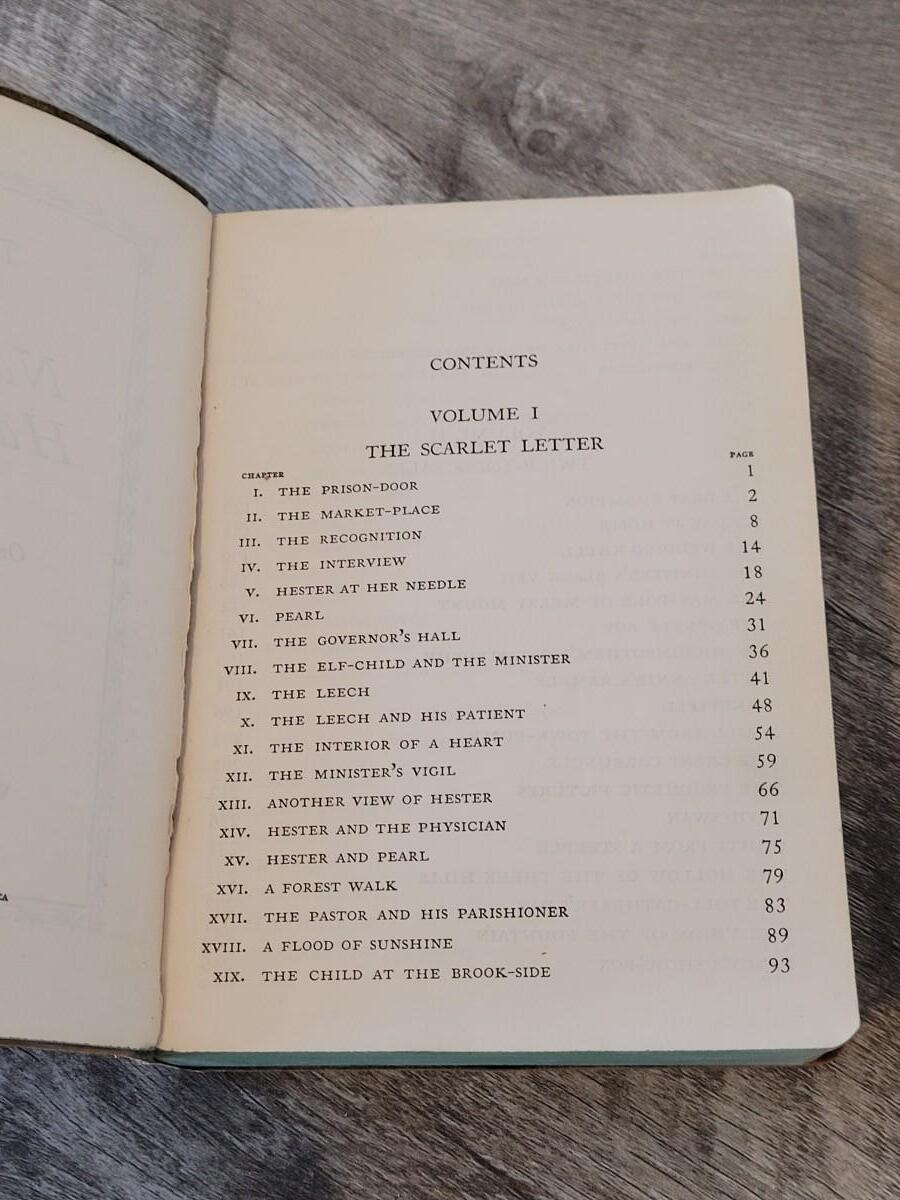 CONTENTS
VOLUME I
THE SCARLET LETTER
CHAPTER PAGE
I. THE PRISON-DOOR 1
II. THE MARKET-PLACE 2
III. THE RECOGNITION 8
IV. THE INTERVIEW 14
V. HESTER AT HER NEEDLE 18
VI. PEARL 24
VII. THE GOVERNOR'S HALL 31
VIII. THE ELF-CHILD AND THE MINISTER 36
IX. THE LEECH 41
X. THE LEECH AND HIS PATIENT 48
XI. THE INTERIOR OF A HEART 54
XII. THE MINISTER'S VIGIL 59
XIII. ANOTHER VIEW OF HESTER 66
XIV. HESTER AND THE PHYSICIAN 71
XV. HESTER AND PEARL 75
XVI. A FOREST WALK 79
XVII. THE PASTOR AND HIS PARISHIONER 83
XVIII. A FLOOD OF SUNSHINE 89
XIX. THE CHILD AT THE BROOK-SIDE 93